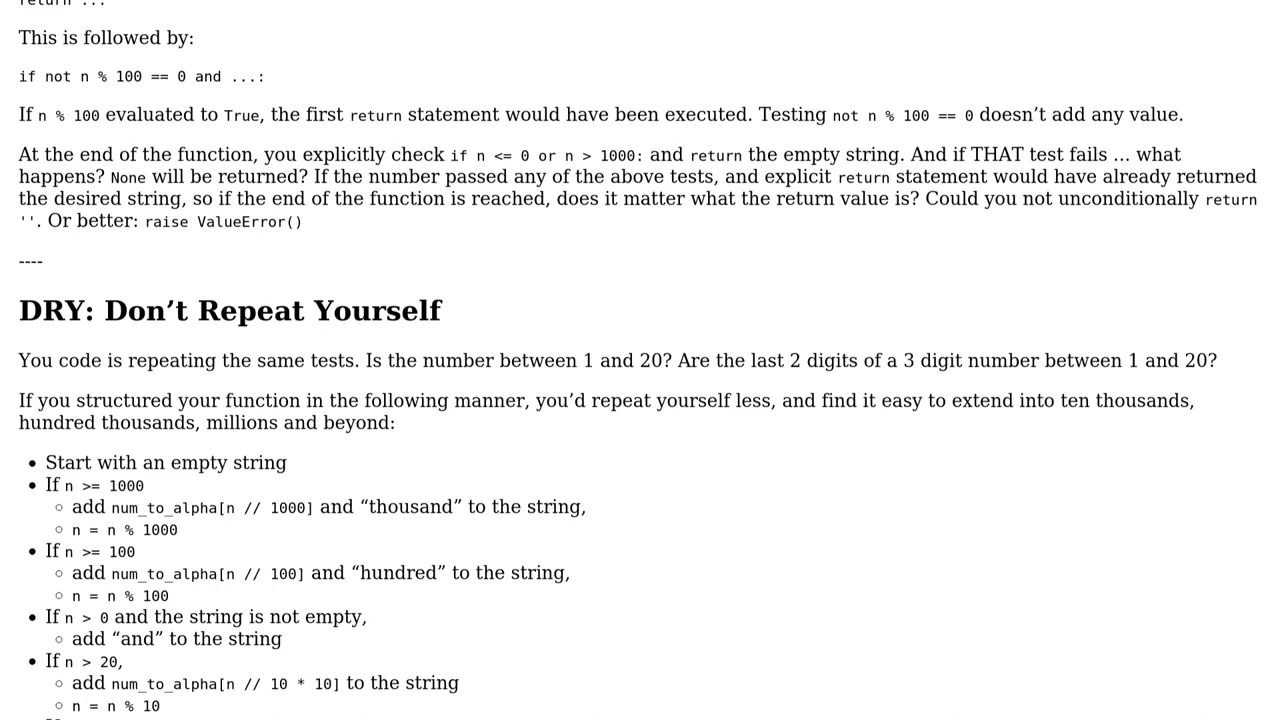 return ...
This is followed by:
if not n % 100 == 0 and ...:
If n % 100 evaluated to True, the first return statement would have been executed. Testing not n % 100 == 0 doesn’t add any value.
At the end of the function, you explicitly check if n <= 0 or n > 1000: and return the empty string. And if THAT test fails ... what
happens? None will be returned? If the number passed any of the above tests, and explicit return statement would have already returned
the desired string, so if the end of the function is reached, does it matter what the return value is? Could you not unconditionally return
''. Or better: raise ValueError()
----
DRY: Don’t Repeat Yourself
You code is repeating the same tests. Is the number between 1 and 20? Are the last 2 digits of a 3 digit number between 1 and 20?
If you structured your function in the following manner, you’d repeat yourself less, and find it easy to extend into ten thousands,
hundred thousands, millions and beyond:
• Start with an empty string
• If n >= 1000
◦ add num_to_alpha[n // 1000] and “thousand” to the string,
◦ n = n % 1000
• If n >= 100
◦ add num_to_alpha[n // 100] and “hundred” to the string,
◦ n = n % 100
• If n > 0 and the string is not empty,
◦ add “and” to the string
• If n > 20,
◦ add num_to_alpha[n // 10 * 10] to the string
◦ n = n % 10